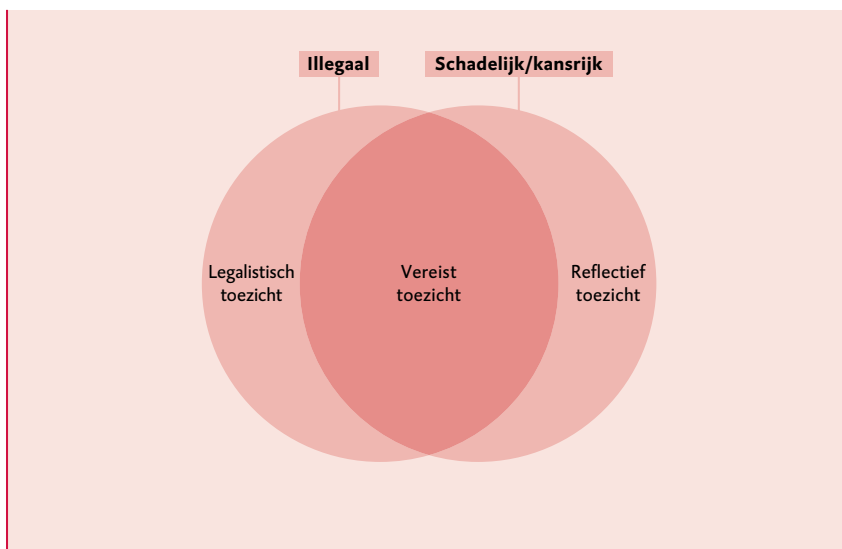 Illegaal
Schadelijk/kansrijk
Legalistisch
toezicht
Vereist
toezicht
Reflectief
toezicht